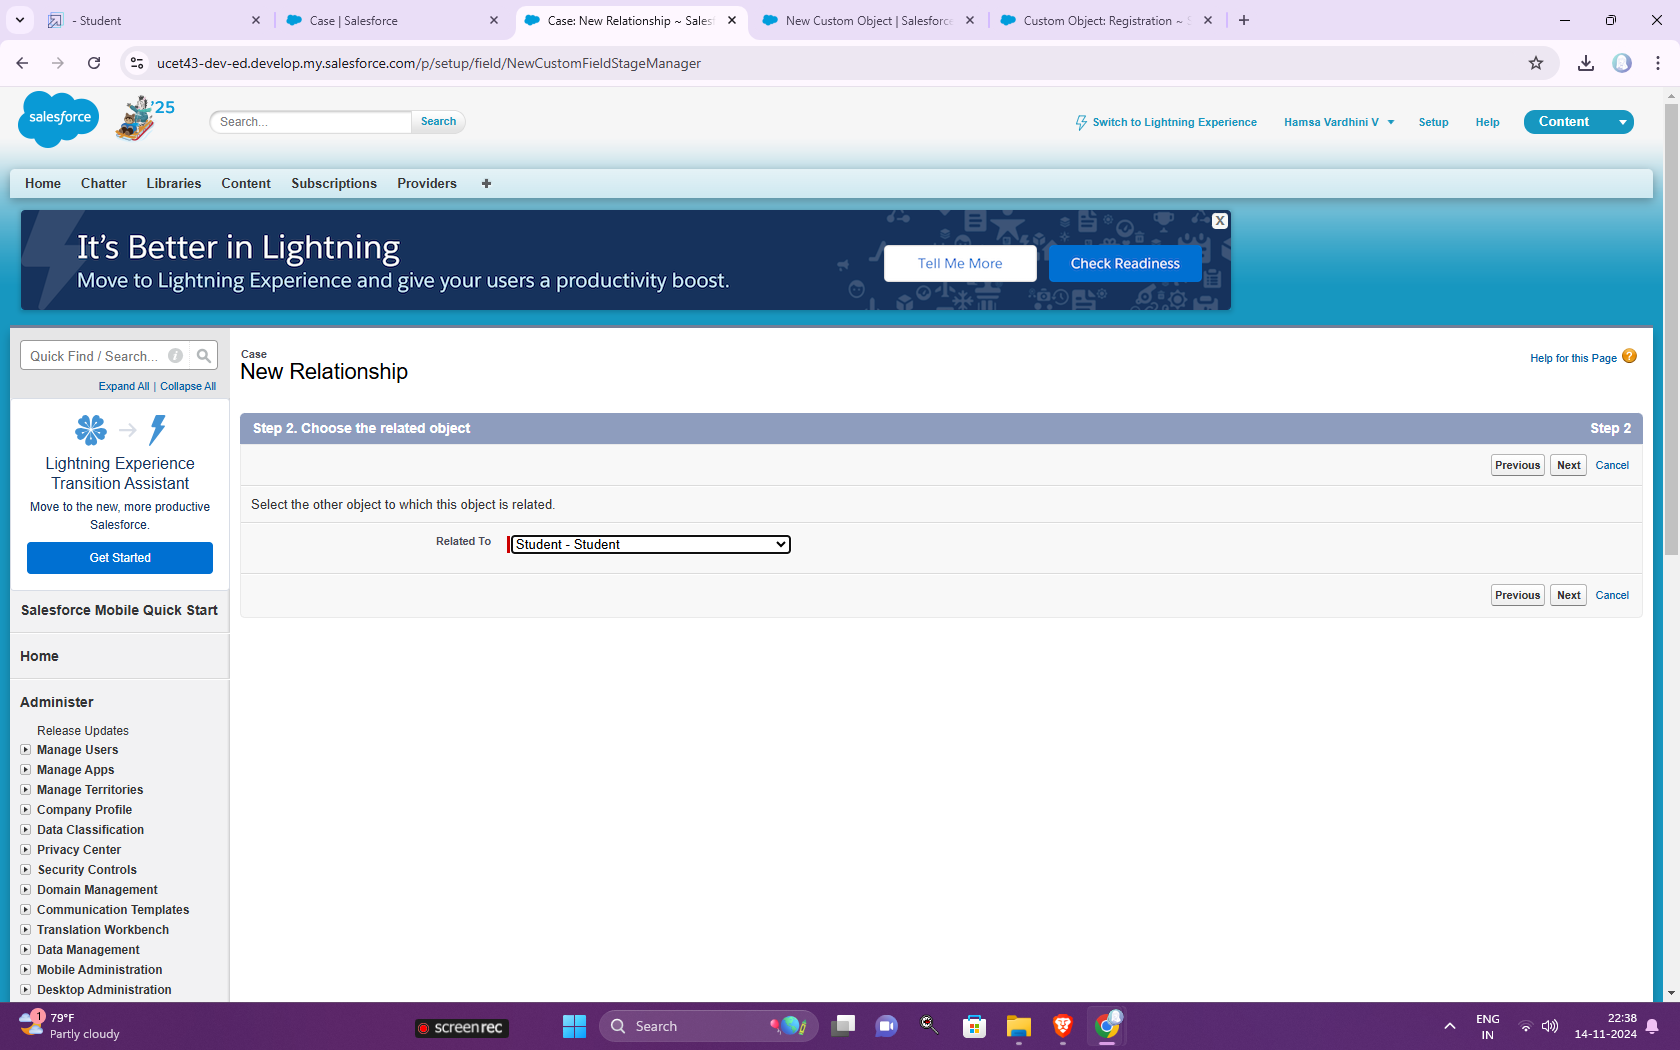 - Student
Case | Salesforce
Case: New Relationship ~ Sales
New Custom Object | Salesforce
Custom Object: Registration ~ S
ucet43-dev-ed.develop.my.salesforce.com/p/setup/field/NewCustomFieldStageManager
salesforce
'25
Search...
Search
Switch to Lightning Experience
Hamsa Vardhini V
Setup
Help
Content
Home
Chatter
Libraries
Content
Subscriptions
Providers
It's Better in Lightning
Move to Lightning Experience and give your users a productivity boost.
Tell Me More
Check Readiness
X
Quick Find / Search...
Expand All | Collapse All
Lightning Experience
Transition Assistant
Move to the new, more productive
Salesforce.
Get Started
Salesforce Mobile Quick Start
Home
Administer
Release Updates
Manage Users
Manage Apps
Manage Territories
Company Profile
Data Classification
Privacy Center
Security Controls
Domain Management
Communication Templates
Translation Workbench
Data Management
Mobile Administration
Desktop Administration
Case
New Relationship
Help for this Page
Step 2. Choose the related object
Step 2
Previous
Next
Cancel
Select the other object to which this object is related.
Related To
Student - Student
Previous
Next
Cancel
1
79°F
Partly cloudy
screenrec
Search
ENG
IN
22:38
14-11-2024